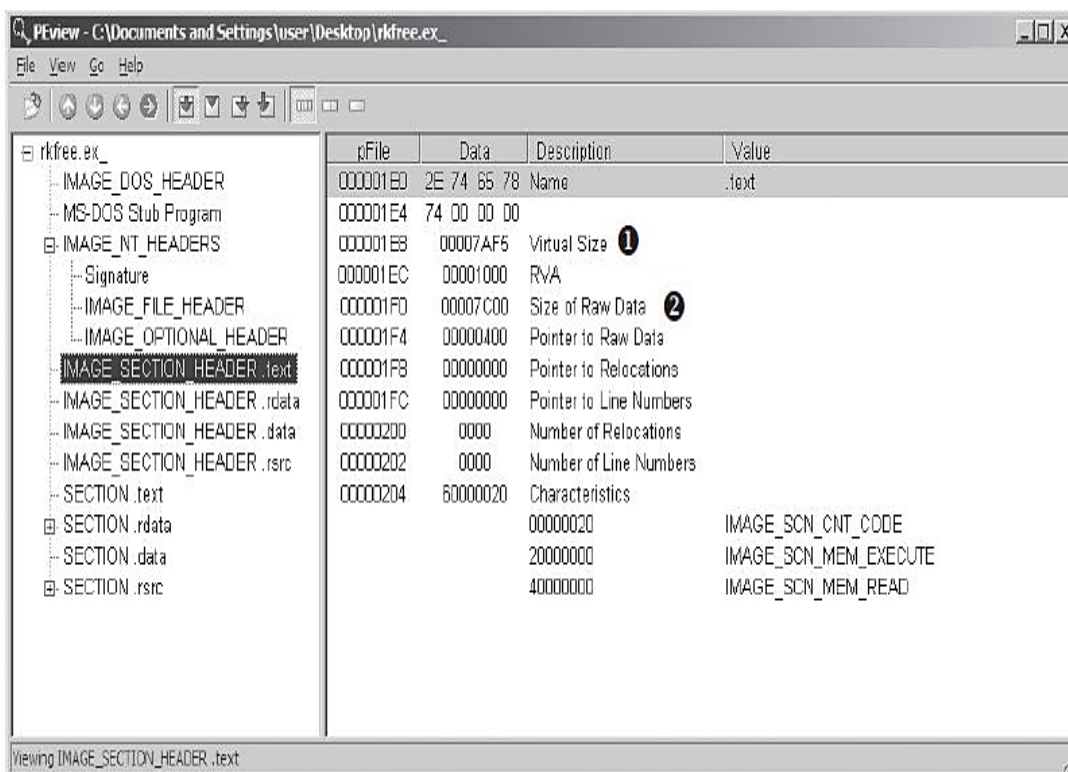 PEview - C:\Documents and Settings\user\Desktop\rkfree.ex_
File View Go Help
rkfree.ex_
IMAGE_DOS_HEADER
MS-DOS Stub Program
IMAGE_NT_HEADERS
Signature
IMAGE_FILE_HEADER
IMAGE_OPTIONAL_HEADER
IMAGE_SECTION_HEADER .text
IMAGE_SECTION_HEADER .rdata
IMAGE_SECTION_HEADER .data
IMAGE_SECTION_HEADER .rsrc
SECTION .text
SECTION .rdata
SECTION .data
SECTION .rsrc
pFile Data Description Value
000001E0 2E 74 65 78 Name .text
000001E4 74 00 00 00
000001E8 00007AF5 Virtual Size 1
000001EC 00001000 RVA
000001F0 00007C00 Size of Raw Data 2
000001F4 00000400 Pointer to Raw Data
000001F8 00000000 Pointer to Relocations
000001FC 00000000 Pointer to Line Numbers
00000200 0000 Number of Relocations
00000202 0000 Number of Line Numbers
00000204 60000020 Characteristics
00000020 IMAGE_SCN_CNT_CODE
20000000 IMAGE_SCN_MEM_EXECUTE
40000000 IMAGE_SCN_MEM_READ
Viewing IMAGE_SECTION_HEADER .text